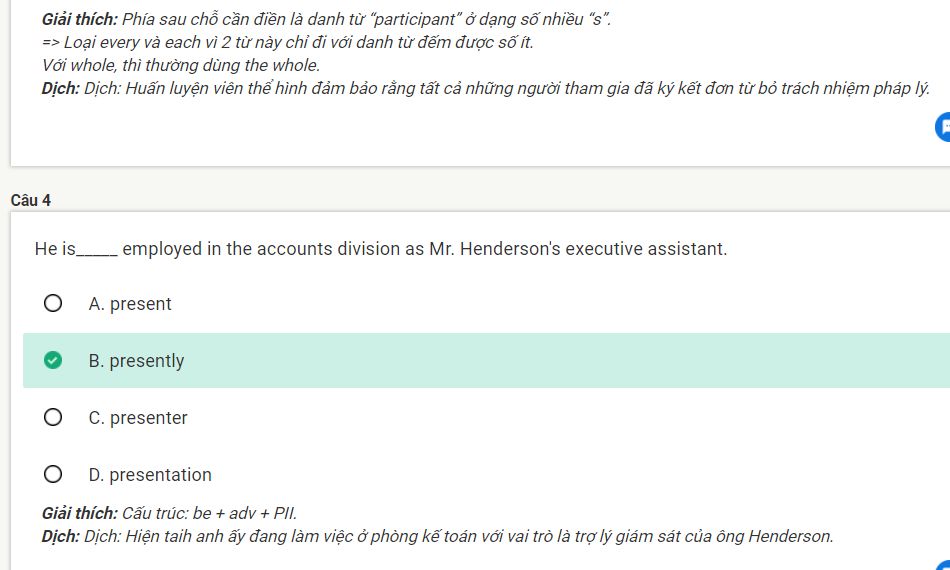 Giải thích: Phía sau chỗ cần điền là danh từ “participant” ở dạng số nhiều “s”.
=> Loại every và each vì 2 từ này chỉ đi với danh từ đếm được số ít.
Với whole, thì thường dùng the whole.
Dịch: Dịch: Huấn luyện viên thể hình đảm bảo rằng tất cả những người tham gia đã ký kết đơn từ bỏ trách nhiệm pháp lý.
Câu 4
He is_____ employed in the accounts division as Mr. Henderson's executive assistant.
A. present
B. presently
C. presenter
D. presentation
Giải thích: Cấu trúc: be + adv + PII.
Dịch: Dịch: Hiện taih anh ấy đang làm việc ở phòng kế toán với vai trò là trợ lý giám sát của ông Henderson.